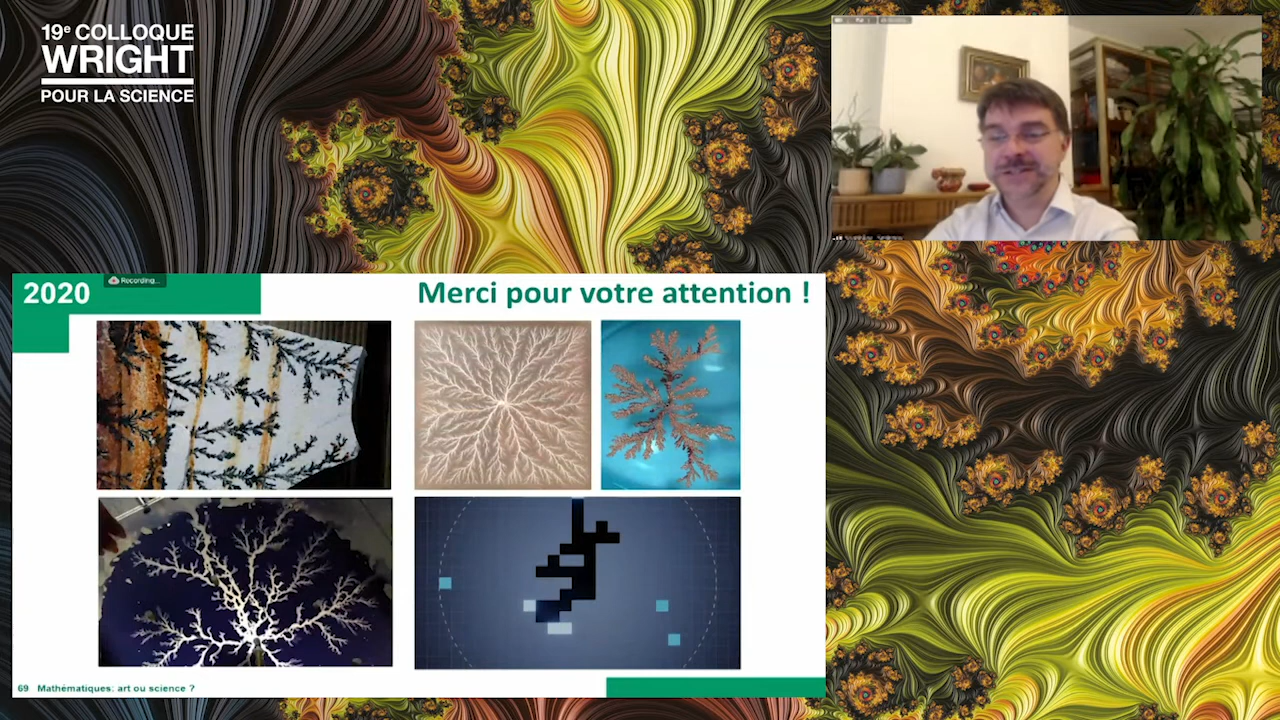 19e COLLOQUE
WRIGHT
POUR LA SCIENCE
2020
Recording...
Merci pour votre attention !
69 Mathématiques: art ou science ?